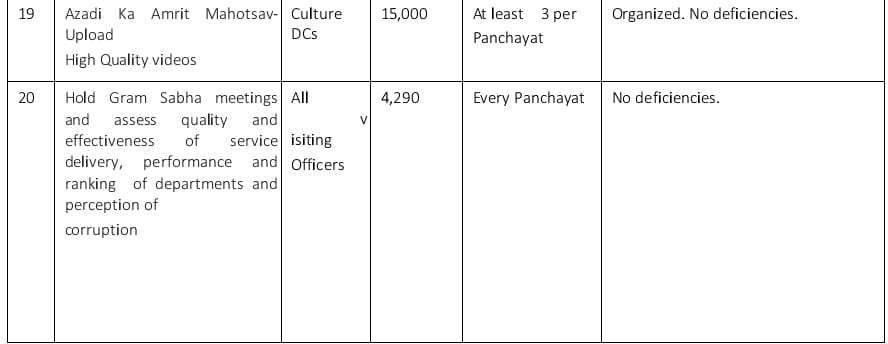 19 Azadi Ka Amrit Mahotsav- Culture 15,000 At least 3 per Organized. No deficiencies.
Upload DCs Panchayat
High Quality videos
20 Hold Gram Sabha meetings All 4,290 Every Panchayat No deficiencies.
and assess quality and v
effectiveness of service isiting
delivery, performance and Officers
ranking of departments and
perception of
corruption